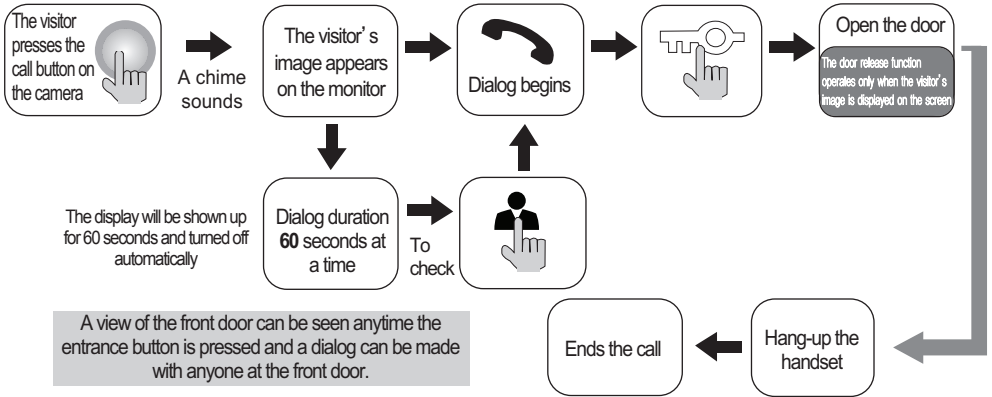 The visitor
presses the
call button on
the camera
A chime
sounds
The visitor's
image appears
on the monitor
Dialog begins
Open the door
The door release function
operates only when the visitor's
image is displayed on the screen
The display will be shown up
for 60 seconds and turned off
automatically
Dialog duration
60 seconds at
a time
To
check
A view of the front door can be seen anytime the
entrance button is pressed and a dialog can be made
with anyone at the front door.
Ends the call
Hang-up the
handset